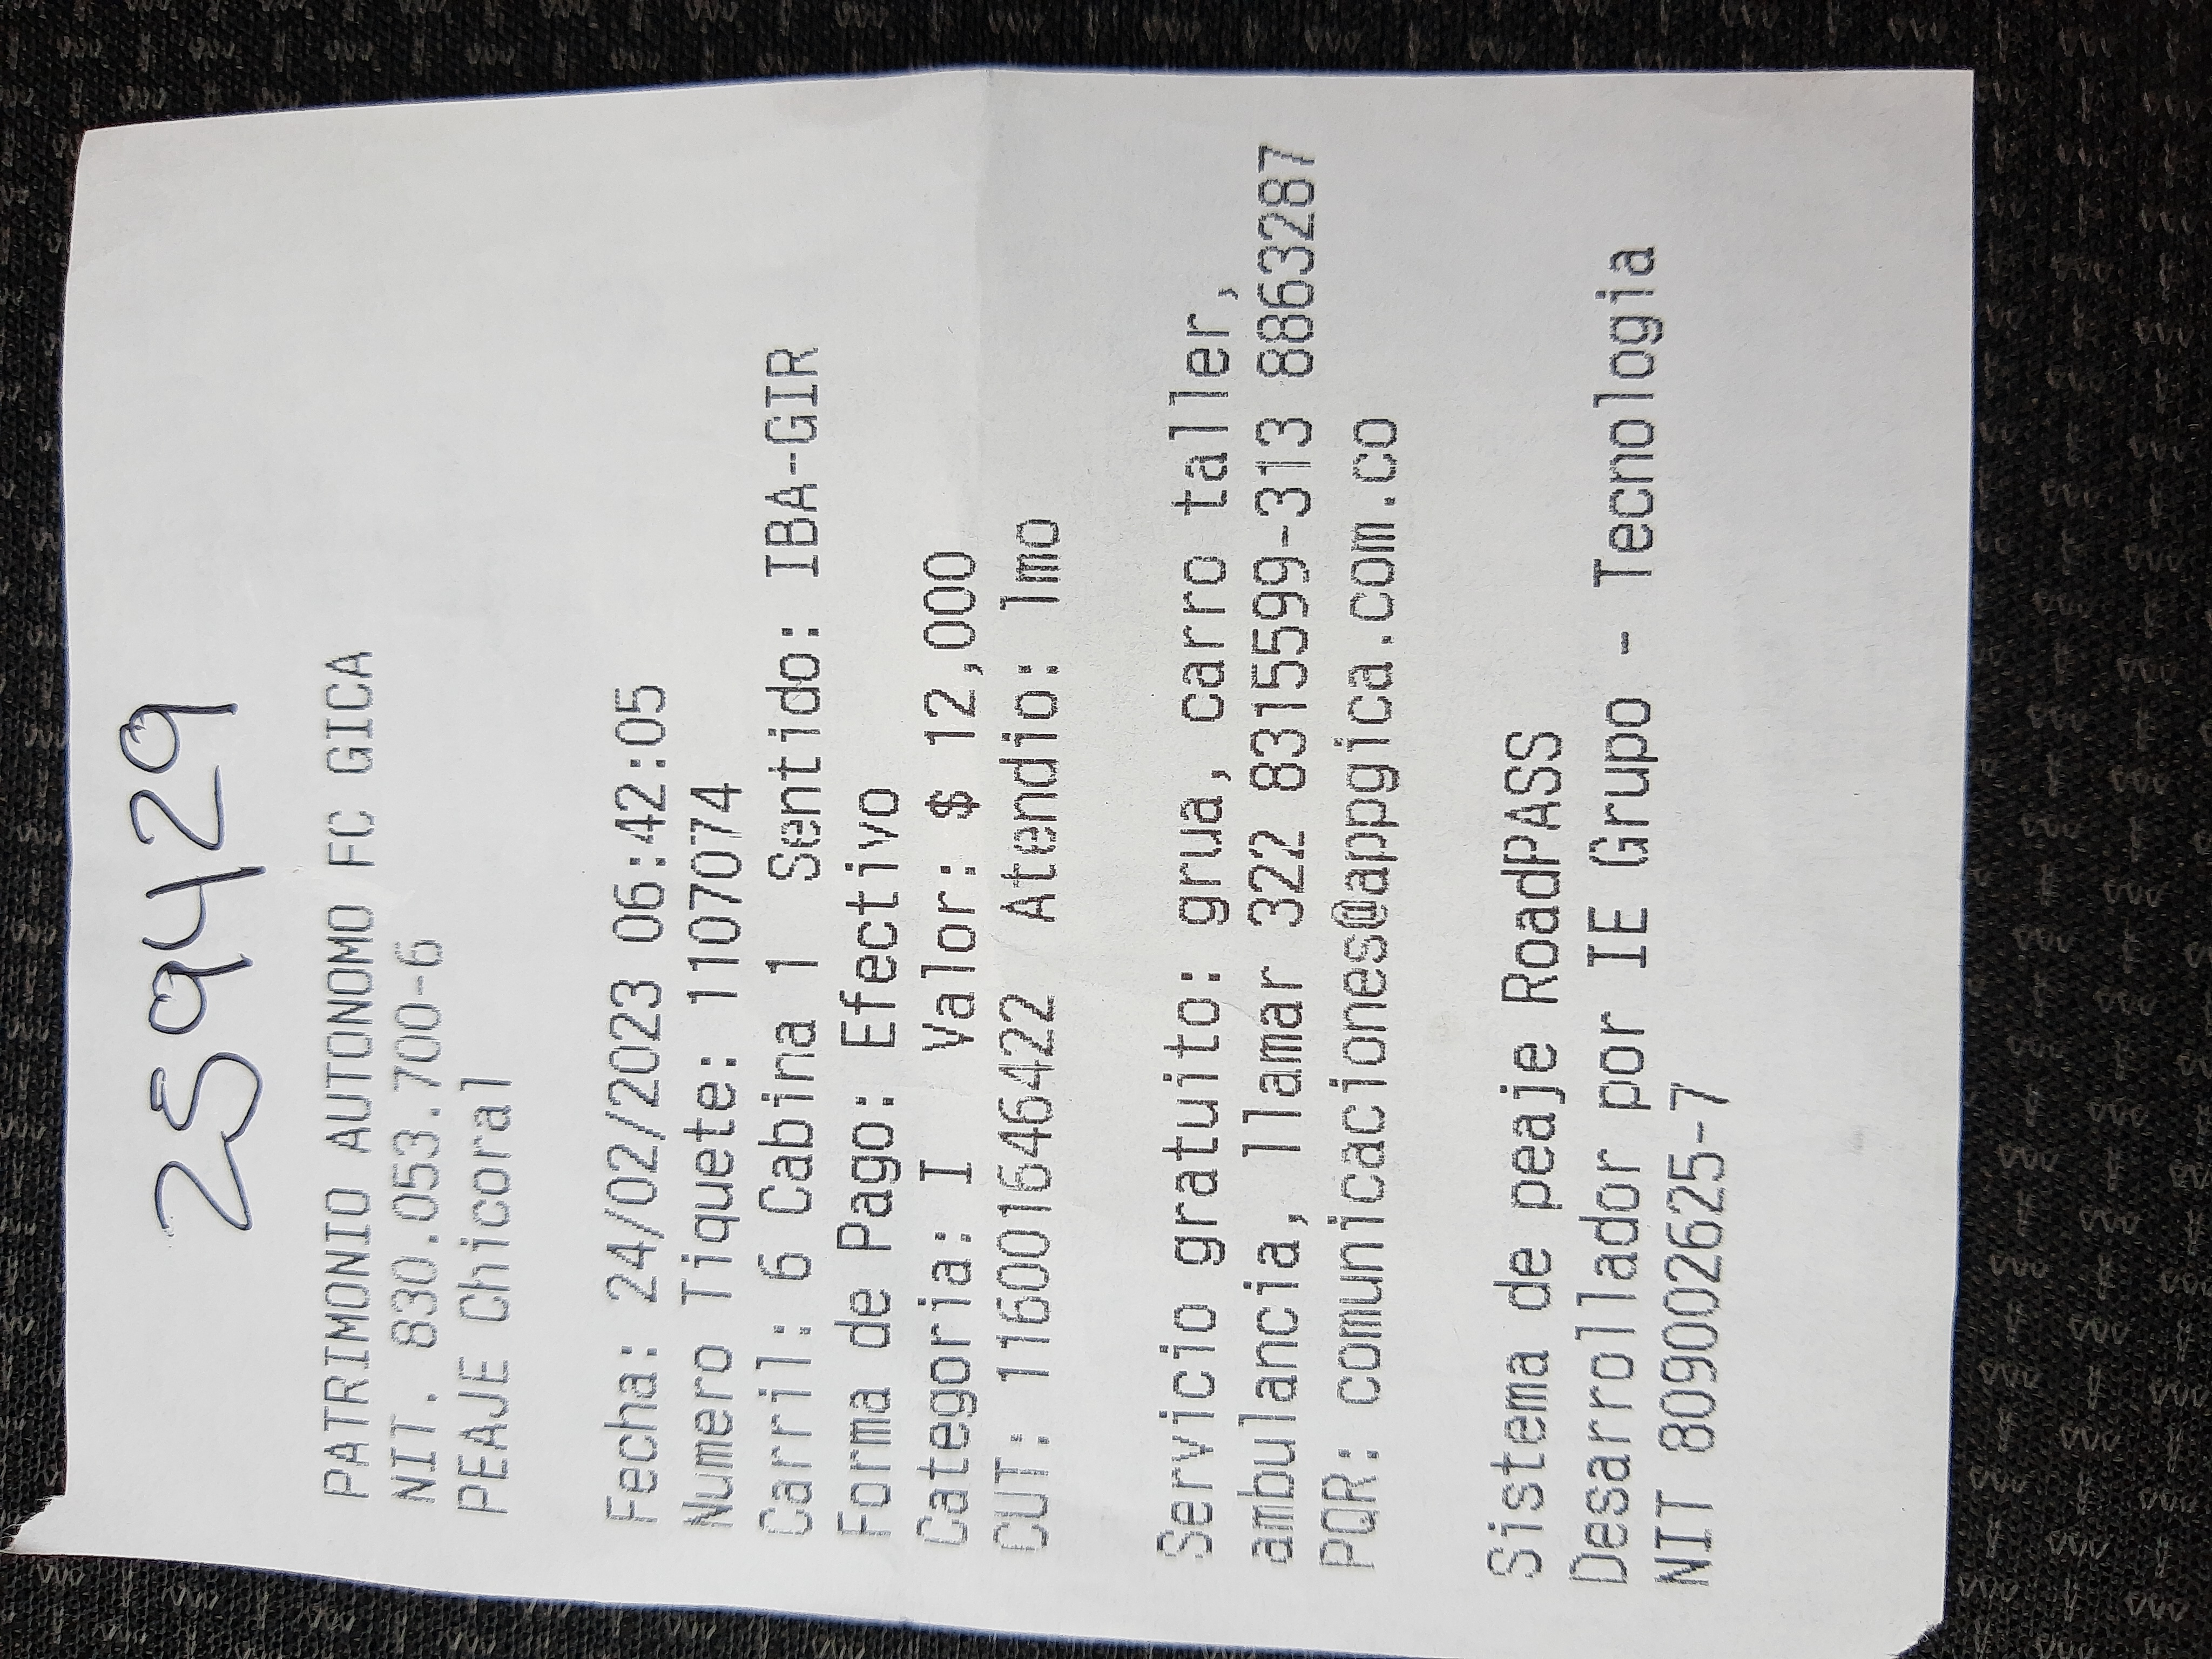 259429
PATRIMONIO AUTONOMO FC GICA
NIT. 830.053.700-6
PEAJE Chicoral
Fecha: 24/02/2023 06:42:05
Numero Tiquete: 1107074
Carril: 6 Cabina 1 Sentido: IBA-GIR
Forma de Pago: Efectivo
Categoria: I Valor: $ 12,000
CUT: 116001646422 Atendio: lmo
Servicio gratuito: grua, carro taller,
ambulancia, llamar 322 8315599-313 8863287
PQR: comunicaciones@appgica.com.co
Sistema de peaje RoadPASS
Desarrollador por IE Grupo - Tecnologia
NIT 809002625-7